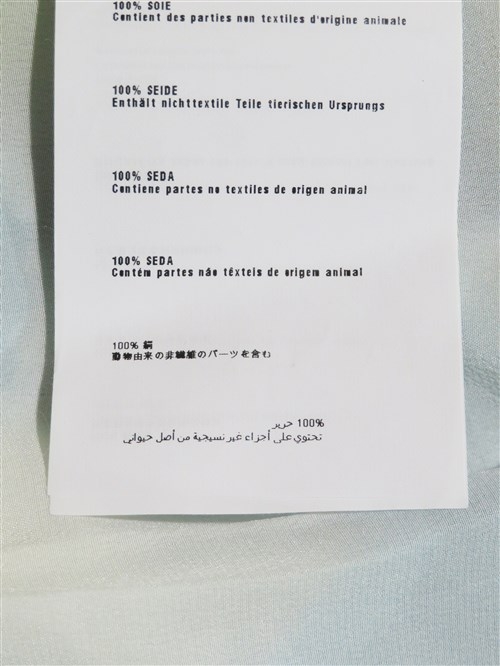 100% SOIE
Contient des parties non textiles d'origine animale
100% SEIDE
Enthält nichttextile Teile tierischen Ursprungs
100% SEDA
Contiene partes no textiles de origen animal
100% SEDA
Contém partes não têxteis de origem animal
100% 絹
動物由来の非繊維のパーツを含む
100% حرير
تحتوي على أجزاء غير نسيجية من أصل حيواني